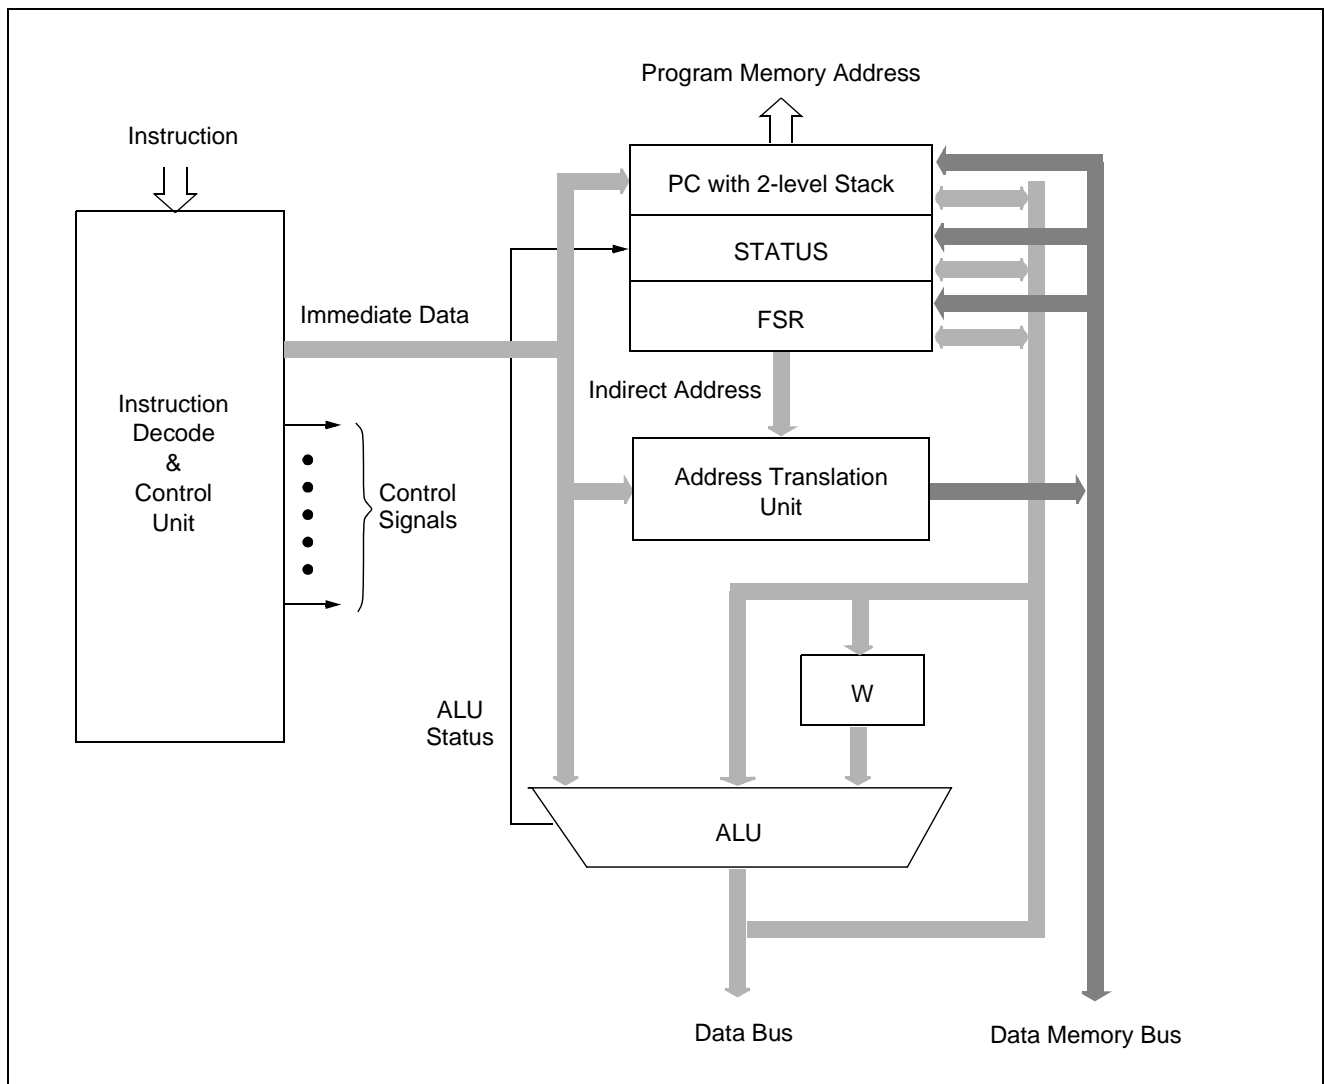 Program Memory Address
Instruction
PC with 2-level Stack
STATUS
FSR
Immediate Data
Indirect Address
Instruction
Decode
&
Control
Unit
Control
Signals
Address Translation
Unit
W
ALU
Status
ALU
Data Bus
Data Memory Bus